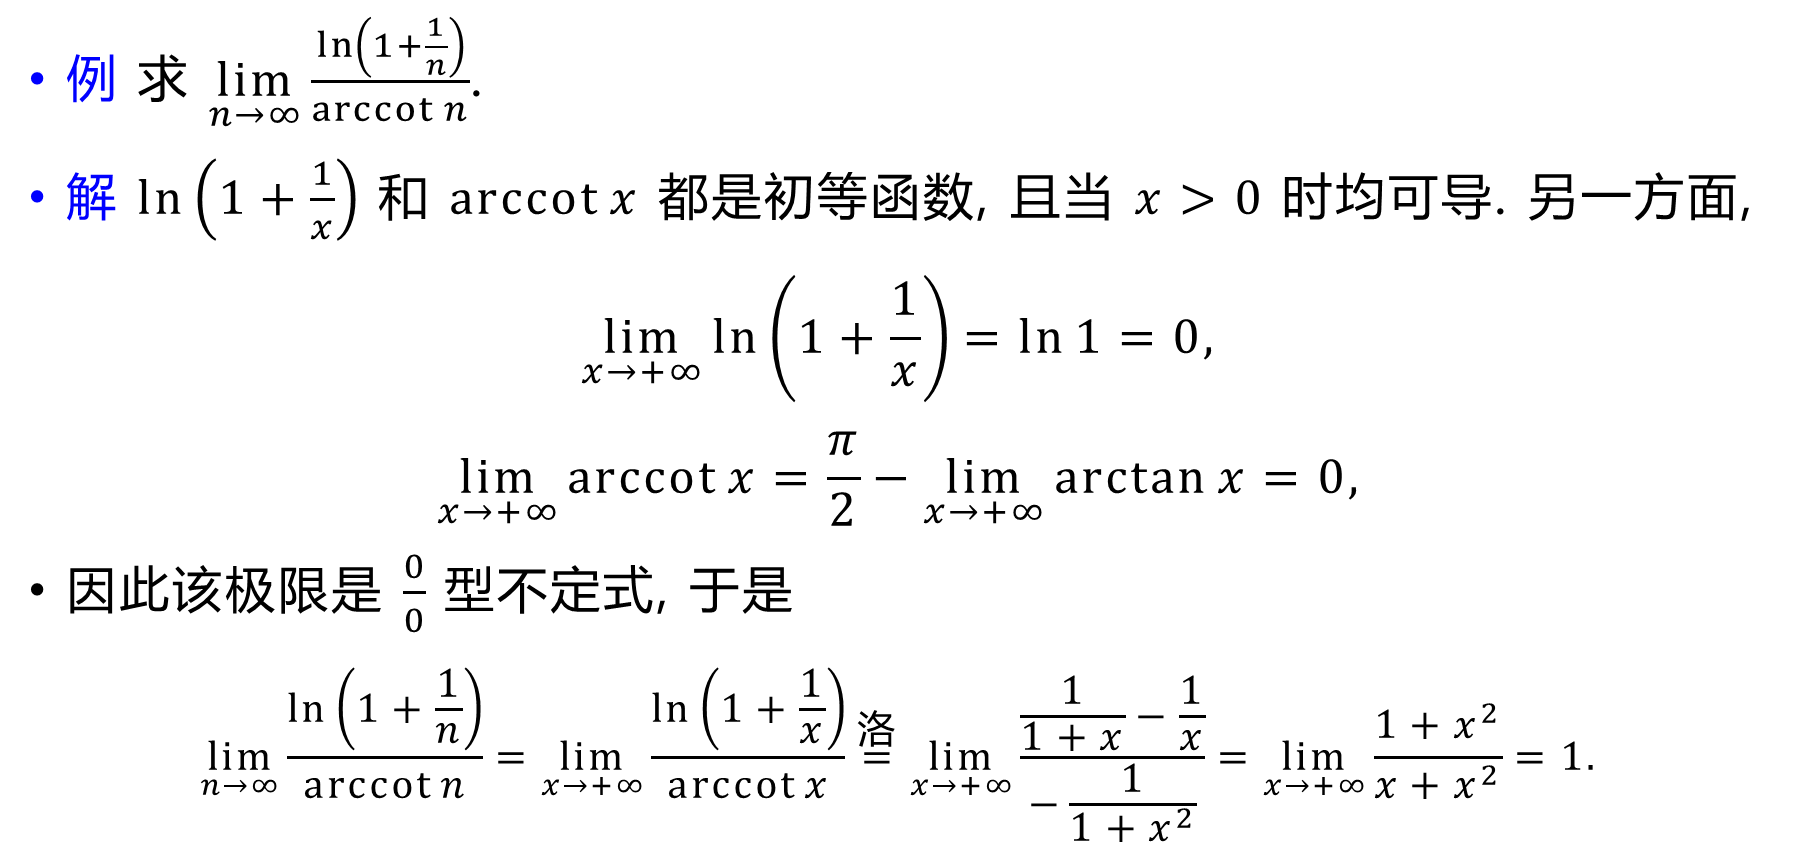 • 例 求 lim_{n→∞} ln(1+1/n)/arccot n.
• 解 ln(1 + 1/x) 和 arccot x 都是初等函数, 且当 x > 0 时均可导. 另一方面,
lim_{x→+∞} ln(1 + 1/x) = ln 1 = 0,
lim_{x→+∞} arccot x = π/2 − lim_{x→+∞} arctan x = 0,
• 因此该极限是 0/0 型不定式, 于是
lim_{n→∞} ln(1 + 1/n)/arccot n = lim_{x→+∞} ln(1 + 1/x)/arccot x 洛= lim_{x→+∞} (1/(1 + x) − 1/x)/(−1/(1 + x²)) = lim_{x→+∞} (1 + x²)/(x + x²) = 1.